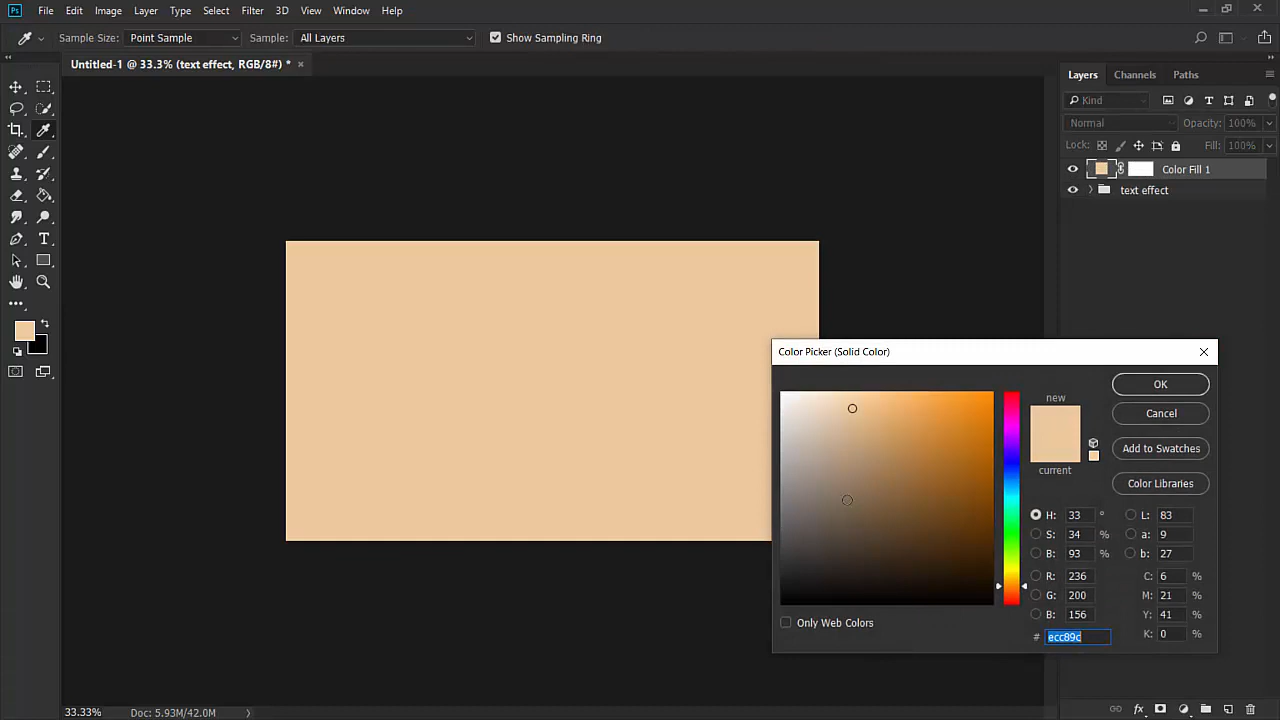 Ps File Edit Image Layer Type Select Filter 3D View Window Help
Sample Size: Point Sample Sample: All Layers Show Sampling Ring
Untitled-1 @ 33.3% (text effect, RGB/8#) * ×
Layers Channels Paths
Kind
Normal Opacity: 100%
Lock: Fill: 100%
Color Fill 1
text effect
Color Picker (Solid Color)
new
current
OK
Cancel
Add to Swatches
Color Libraries
H: 33 ° L: 83
S: 34 % a: 9
B: 93 % b: 27
R: 236 C: 6 %
G: 200 M: 21 %
B: 156 Y: 41 %
# ecc89c K: 0 %
Only Web Colors
33.33% Doc: 5.93M/42.0M